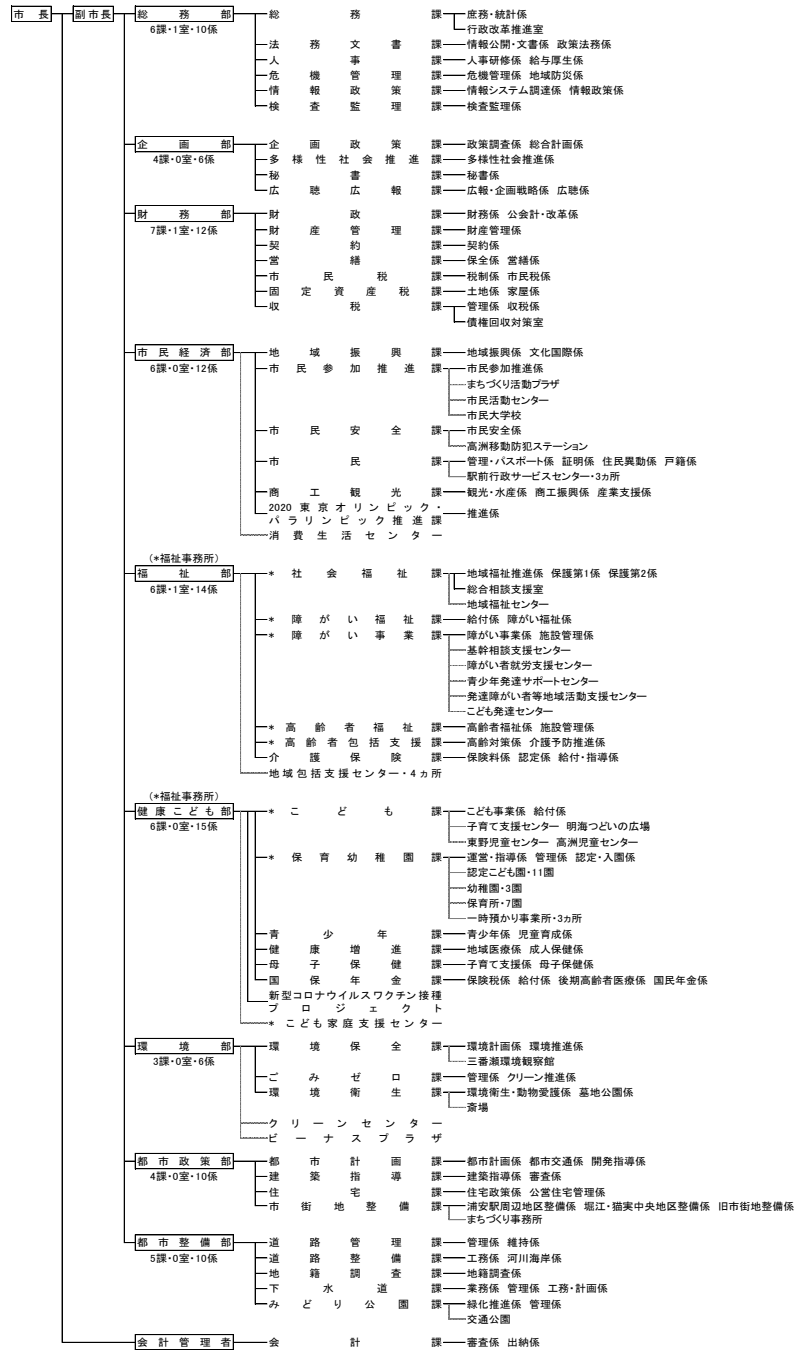 市長 副市長 総務部 総務課 庶務・統計係
6課・1室・10係 行政改革推進室
法務文書課 情報公開・文書係 政策法務係
人事課 人事研修係 給与厚生係
危機管理課 危機管理係 地域防災係
情報政策課 情報システム調達係 情報政策係
検査監理課 検査監理係
企画部 企画政策課 政策調査係 総合計画係
4課・0室・6係 多様性社会推進課 多様性社会推進係
秘書課 秘書係
広聴広報課 広報・企画戦略係 広聴係
財務部 財政課 財務係 公会計・改革係
7課・1室・12係 財産管理課 財産管理係
契約課 契約係
営繕課 保全係 営繕係
市民税課 税制係 市民税係
固定資産税課 土地係 家屋係
収税課 管理係 収税係
債権回収対策室
市民経済部 地域振興課 地域振興係 文化国際係
6課・0室・12係 市民参加推進課 市民参加推進係
まちづくり活動プラザ
市民活動センター
市民大学校
市民安全課 市民安全係
高洲移動防犯ステーション
市民課 管理・パスポート係 証明係 住民異動係 戸籍係
駅前行政サービスセンター・3ヵ所
商工観光課 観光・水産係 商工振興係 産業支援係
2020東京オリンピック・
パラリンピック推進課 推進係
消費生活センター
(*福祉事務所)
福祉部 * 社会福祉課 地域福祉推進係 保護第1係 保護第2係
6課・1室・14係 総合相談支援室
地域福祉センター
* 障がい福祉課 給付係 障がい福祉係
* 障がい事業課 障がい事業係 施設管理係
基幹相談支援センター
障がい者就労支援センター
青少年発達サポートセンター
発達障がい者等地域活動支援センター
こども発達センター
* 高齢者福祉課 高齢者福祉係 施設管理係
* 高齢者包括支援課 高齢対策係 介護予防推進係
介護保険課 保険料係 認定係 給付・指導係
地域包括支援センター・4ヵ所
(*福祉事務所)
健康こども部 * こども課 こども事業係 給付係
6課・0室・15係 子育て支援センター 明海つどいの広場
東野児童センター 高洲児童センター
* 保育幼稚園課 運営・指導係 管理係 認定・入園係
認定こども園・11園
幼稚園・3園
保育所・7園
一時預かり事業所・3ヵ所
青少年課 青少年係 児童育成係
健康増進課 地域医療係 成人保健係
母子保健課 子育て支援係 母子保健係
国保年金課 保険税係 給付係 後期高齢者医療係 国民年金係
新型コロナウイルスワクチン接種
プロジェクト
* こども家庭支援センター
環境部 環境保全課 環境計画係 環境推進係
3課・0室・6係 三番瀬環境観察館
ごみゼロ課 管理係 クリーン推進係
環境衛生課 環境衛生・動物愛護係 墓地公園係
斎場
クリーンセンター
ビーナスプラザ
都市政策部 都市計画課 都市計画係 都市交通係 開発指導係
4課・0室・10係 建築指導課 建築指導係 審査係
住宅課 住宅政策係 公営住宅管理係
市街地整備課 浦安駅周辺地区整備係 堀江・猫実中央地区整備係 旧市街地整備係
まちづくり事務所
都市整備部 道路管理課 管理係 維持係
5課・0室・10係 道路整備課 工務係 河川海岸係
地籍調査課 地籍調査係
下水道課 業務係 管理係 工務・計画係
みどり公園課 緑化推進係 管理係
交通公園
会計管理者 会計課 審査係 出納係